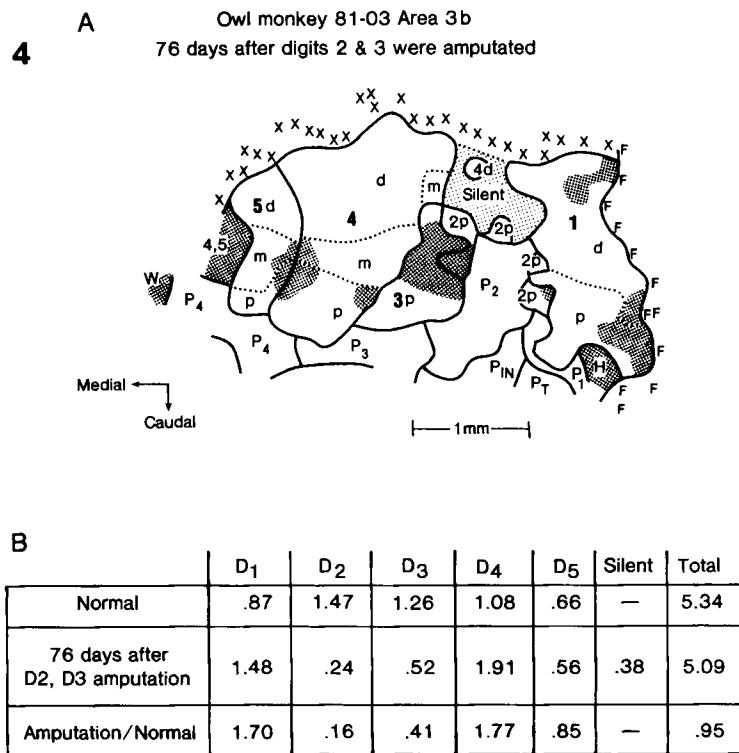 A
Owl monkey 81-03 Area 3b
4
76 days after digits 2 & 3 were amputated
X X X X X X X X X X X X X X X X X X X X X X X X X X X
4d
d
m
Silent
5 d
4
2p
2p
1
F
F
F
4,5
m
m
2p
d
F
W
P4
p
p
3p
P2
2p
p
F F
P4
P3
PIN
PT
P1
H
F
F
F
Medial
Caudal
1mm
B
D1 D2 D3 D4 D5 Silent Total
Normal .87 1.47 1.26 1.08 .66 — 5.34
76 days after
D2, D3 amputation 1.48 .24 .52 1.91 .56 .38 5.09
Amputation/Normal 1.70 .16 .41 1.77 .85 — .95